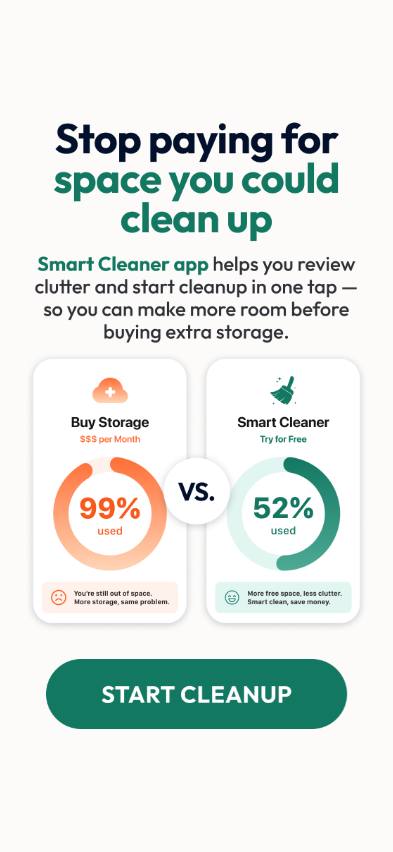 Stop paying for
space you could
clean up
Smart Cleaner app helps you review
clutter and start cleanup in one tap —
so you can make more room before
buying extra storage.
Buy Storage
$$$ per Month
99%
used
You're still out of space.
More storage, same problem.
VS.
Smart Cleaner
Try for Free
52%
used
More free space, less clutter.
Smart clean, save money.
START CLEANUP